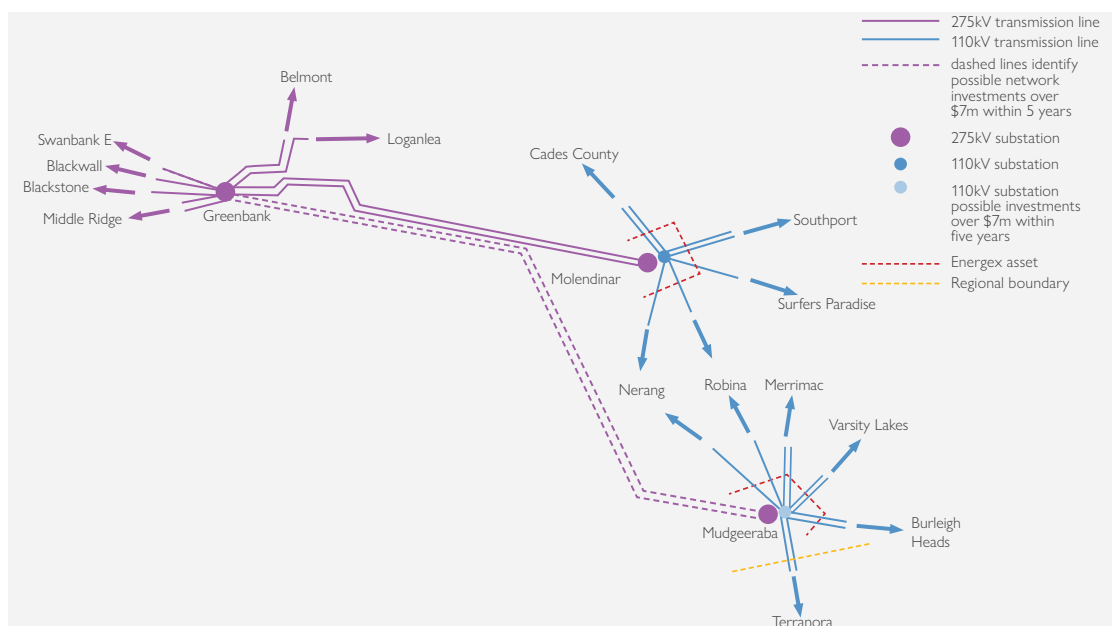 275kV transmission line
110kV transmission line
dashed lines identify
possible network
investments over
$7m within 5 years
275kV substation
110kV substation
110kV substation
possible investments
over $7m within
five years
Energex asset
Regional boundary
Belmont
Loganlea
Swanbank E
Blackwall
Blackstone
Middle Ridge
Greenbank
Cades County
Southport
Molendinar
Surfers Paradise
Nerang
Robina
Merrimac
Varsity Lakes
Mudgeeraba
Burleigh
Heads
Terranora